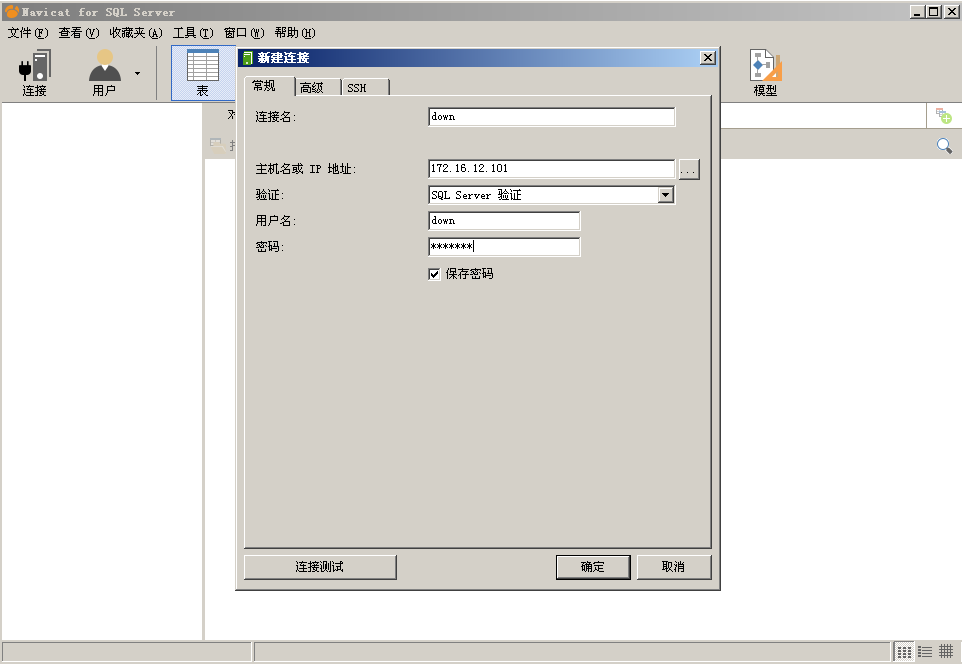 Navicat for SQL Server
文件(F) 查看(V) 收藏夹(A) 工具(T) 窗口(W) 帮助(H)
连接
用户
表
模型
新建连接
常规
高级
SSH
连接名:
down
主机名或 IP 地址:
172.16.12.101
...
验证:
SQL Server 验证
用户名:
down
密码:
*******
保存密码
连接测试
确定
取消